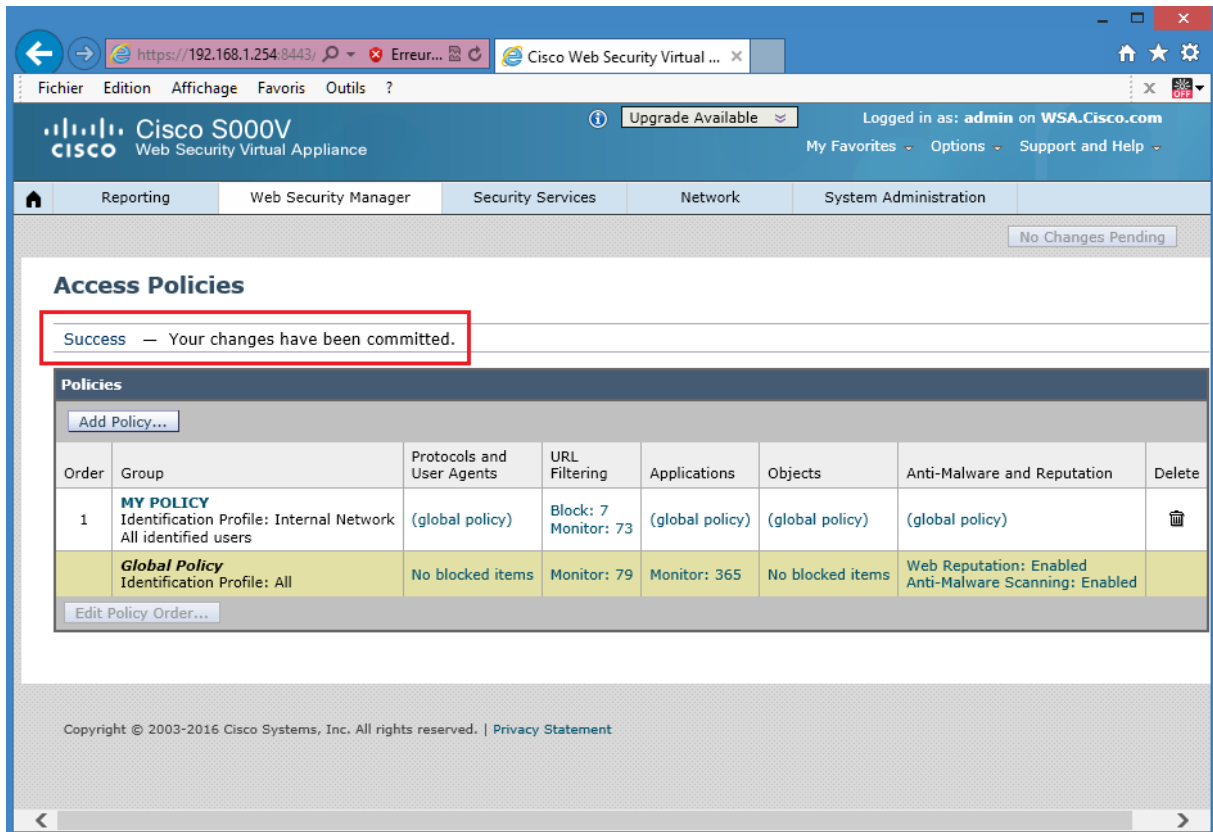 https://192.168.1.254:8443/ Erreur... Cisco Web Security Virtual ...
Fichier Edition Affichage Favoris Outils ?
CISCO
Cisco S000V
Web Security Virtual Appliance
Upgrade Available
Logged in as: admin on WSA.Cisco.com
My Favorites Options Support and Help
Reporting Web Security Manager Security Services Network System Administration
No Changes Pending
Access Policies
Success — Your changes have been committed.
Policies
Add Policy...
Order Group Protocols and User Agents URL Filtering Applications Objects Anti-Malware and Reputation Delete
1 MY POLICY
Identification Profile: Internal Network
All identified users
(global policy) Block: 7
Monitor: 73
(global policy) (global policy) (global policy)
Global Policy
Identification Profile: All
No blocked items Monitor: 79 Monitor: 365 No blocked items Web Reputation: Enabled
Anti-Malware Scanning: Enabled
Edit Policy Order...
Copyright © 2003-2016 Cisco Systems, Inc. All rights reserved. | Privacy Statement